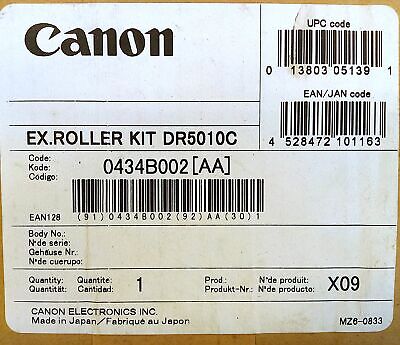 Canon
UPC code
0 13803 05139 1
EAN/JAN code
4 528472 101163
EX.ROLLER KIT DR5010C
Code:
Kode:
Código:
0434B002[AA]
EAN128
(91)0434B002(92)AA(30)1
Body No.:
N°de série:
Gehäuse Nr.:
N°de cuerupo:
Quantity: Quantite:
Quantität: Cantidad:
1
Prod.: N°de produit:
Produkt-Nr.: N°de producto:
X09
CANON ELECTRONICS INC.
Made in Japan/Fabriqué au Japon
MZ6-0833